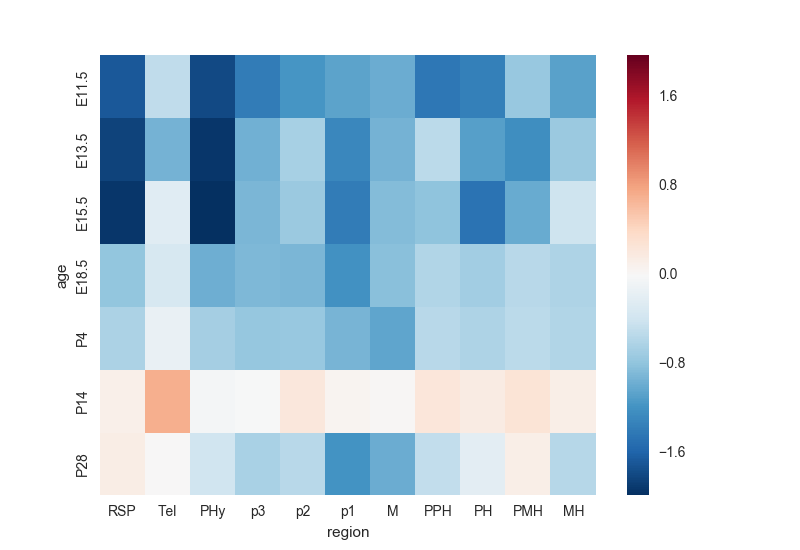 age
E11.5
E13.5
E15.5
E18.5
P4
P14
P28
RSP Tel PHy p3 p2 p1 M PPH PH PMH MH
region
1.6
0.8
0.0
−0.8
−1.6